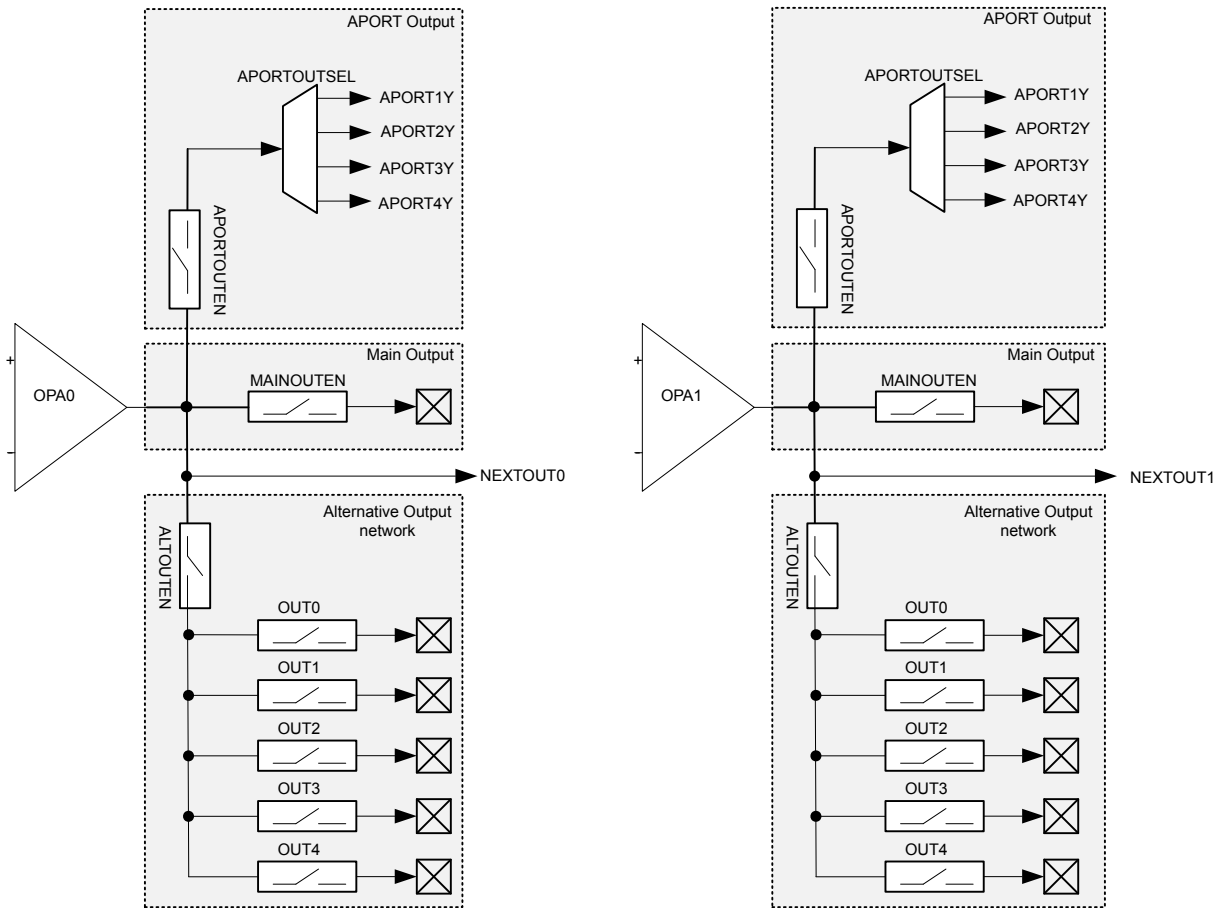 APORT Output
APORTOUTSEL
APORT1Y
APORT2Y
APORT3Y
APORT4Y
APORTOUTEN
Main Output
MAINOUTEN
+
OPA0
-
NEXTOUT0
Alternative Output
network
ALTOUTEN
OUT0
OUT1
OUT2
OUT3
OUT4
APORT Output
APORTOUTSEL
APORT1Y
APORT2Y
APORT3Y
APORT4Y
APORTOUTEN
Main Output
MAINOUTEN
+
OPA1
-
NEXTOUT1
Alternative Output
network
ALTOUTEN
OUT0
OUT1
OUT2
OUT3
OUT4